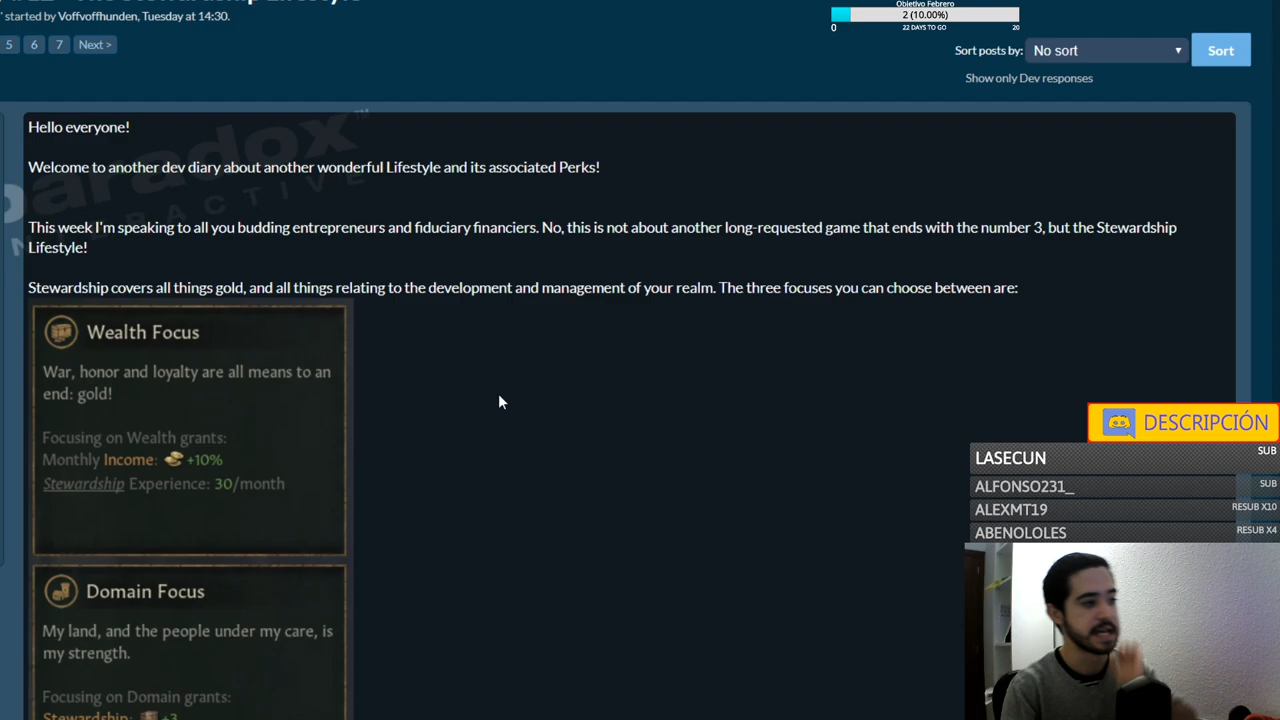 The Stewardship Lifestyle
" started by Voffvoffhunden, Tuesday at 14:30.
5 6 7 Next >
Objetivo Febrero
2 (10.00%)
0 22 DAYS TO GO 20
Sort posts by: No sort Sort
Show only Dev responses
paradox
INTERACTIVE
TM
Hello everyone!
Welcome to another dev diary about another wonderful Lifestyle and its associated Perks!
This week I'm speaking to all you budding entrepreneurs and fiduciary financiers. No, this is not about another long-requested game that ends with the number 3, but the Stewardship
Lifestyle!
Stewardship covers all things gold, and all things relating to the development and management of your realm. The three focuses you can choose between are:
Wealth Focus
War, honor and loyalty are all means to an
end: gold!
Focusing on Wealth grants:
Monthly Income: +10%
Stewardship Experience: 30/month
Domain Focus
My land, and the people under my care, is
my strength.
Focusing on Domain grants:
Stewardship: +3
DESCRIPCIÓN
LASECUN SUB
ALFONSO231_ SUB
ALEXMT19 RESUB X10
ABENOLOLES RESUB X4